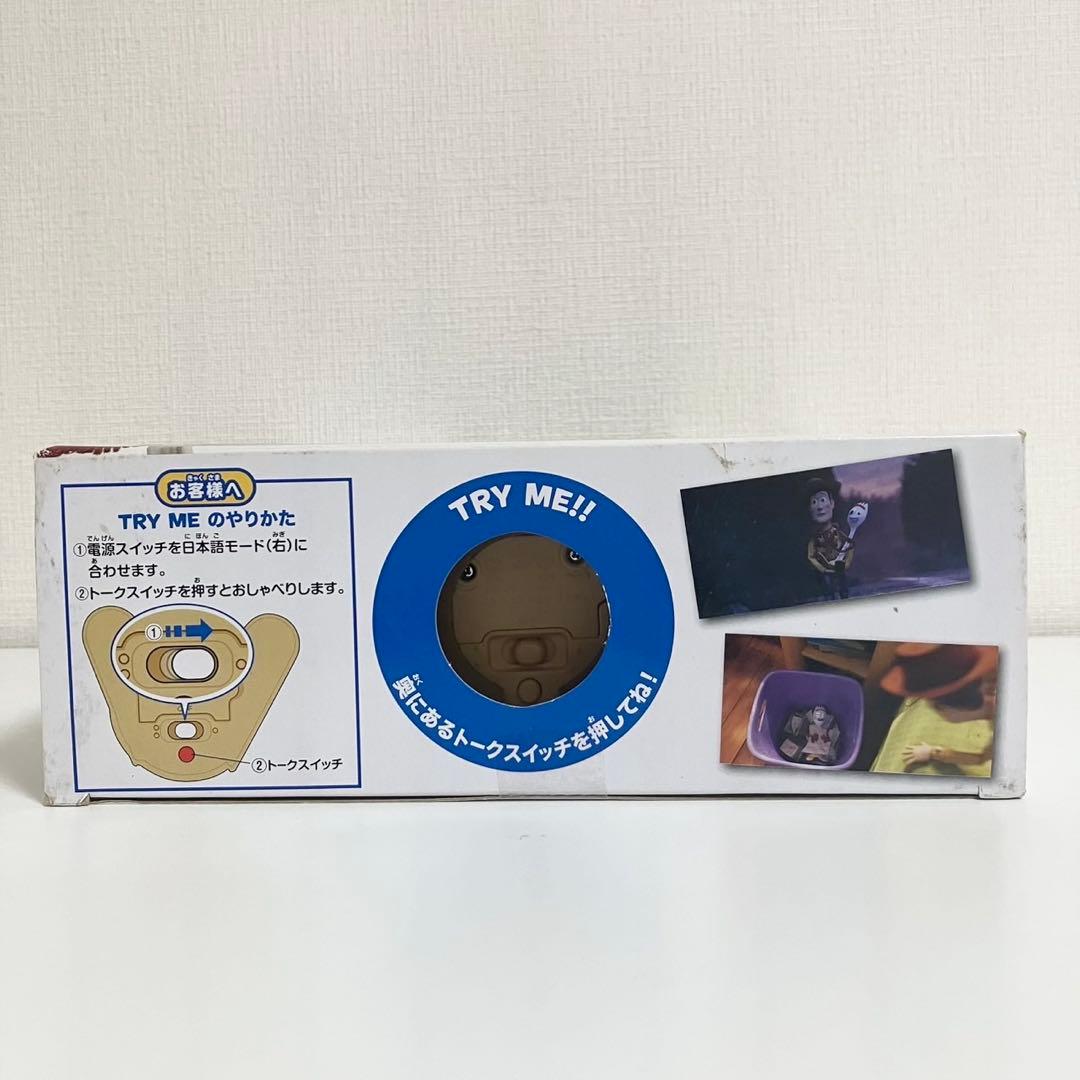 お客様へ
TRY ME のやりかた
①電源スイッチを日本語モード(右)に
合わせます。
②トークスイッチを押すとおしゃべりします。
①
②トークスイッチ
TRY ME!!
奥にあるトークスイッチを押してね!